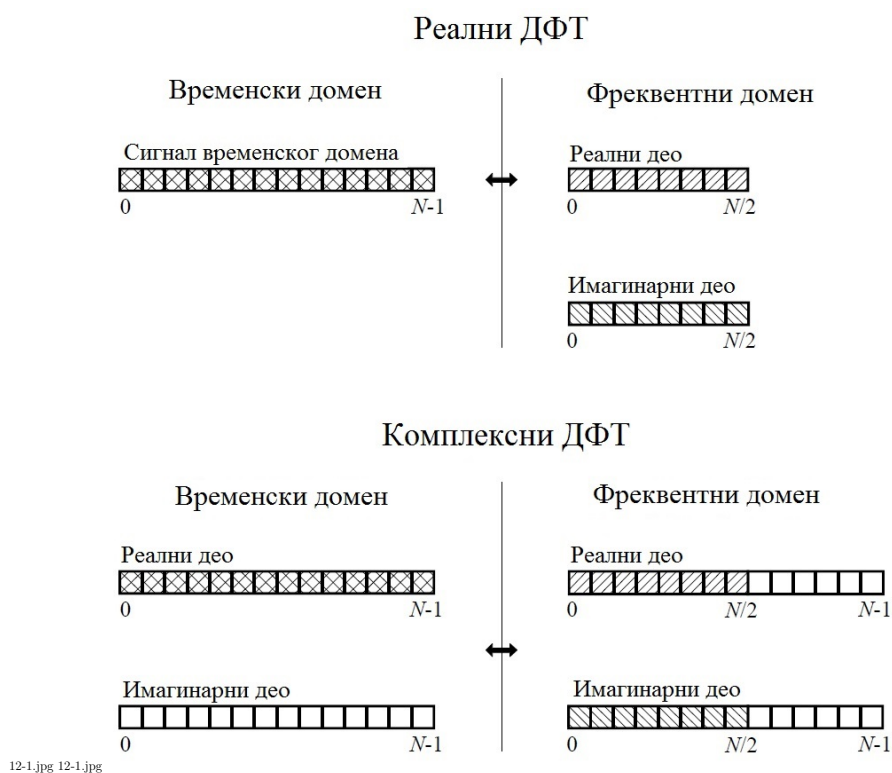 Реални ДФТ
Временски домен
Фреквентни домен
Сигнал временског домена
Реални део
0
N-1
0
N/2
Имагинарни део
0
N/2
Комплексни ДФТ
Временски домен
Фреквентни домен
Реални део
Реални део
0
N-1
0
N/2
N-1
Имагинарни део
Имагинарни део
0
N-1
0
N/2
N-1
12-1.jpg 12-1.jpg